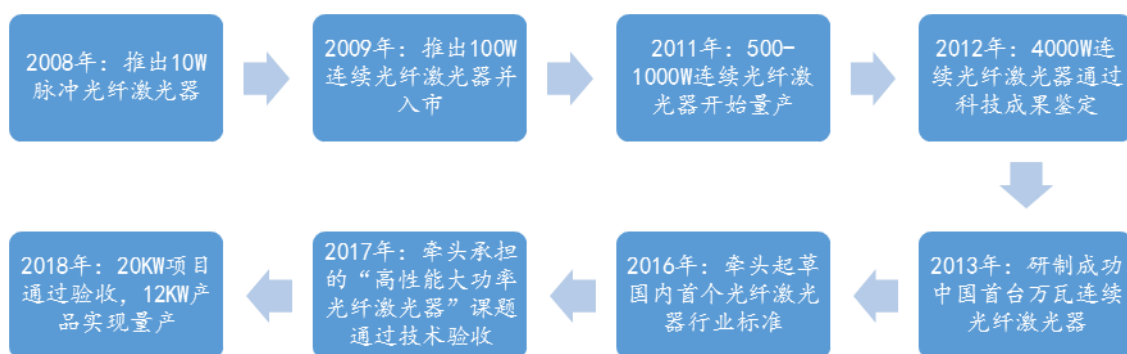 2008年：推出10W
脉冲光纤激光器
2009年：推出100W
连续光纤激光器并
入市
2011年：500-
1000W连续光纤激
光器开始量产
2012年：4000W连
续光纤激光器通过
科技成果鉴定
2013年：研制成功
中国首台万瓦连续
光纤激光器
2016年：牵头起草
国内首个光纤激光
器行业标准
2017年：牵头承担
的“高性能大功率
光纤激光器”课题
通过技术验收
2018年：20KW项目
通过验收，12KW产
品实现量产